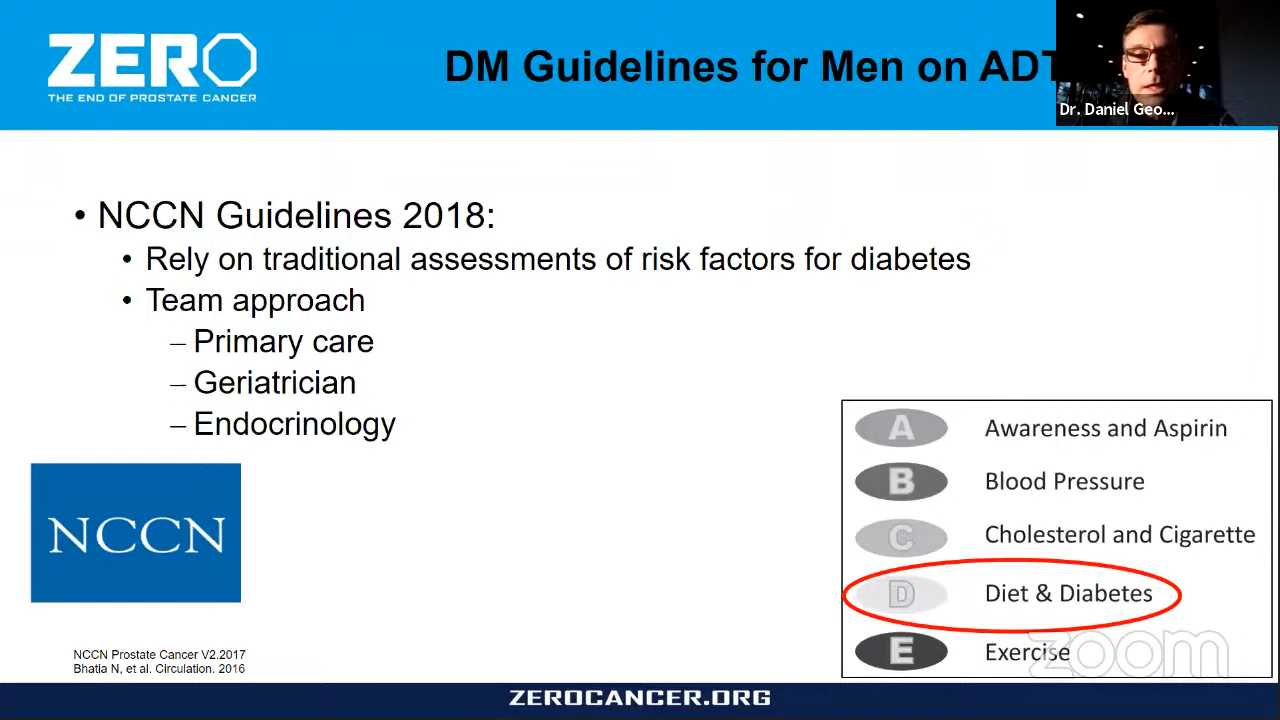 ZERO
THE END OF PROSTATE CANCER
DM Guidelines for Men on ADT
Dr. Daniel Geo...
• NCCN Guidelines 2018:
• Rely on traditional assessments of risk factors for diabetes
• Team approach
– Primary care
– Geriatrician
– Endocrinology
NCCN
A Awareness and Aspirin
B Blood Pressure
C Cholesterol and Cigarette
D Diet & Diabetes
E Exercise
zoom
NCCN Prostate Cancer V2.2017
Bhatia N, et al. Circulation. 2016
ZEROCANCER.ORG